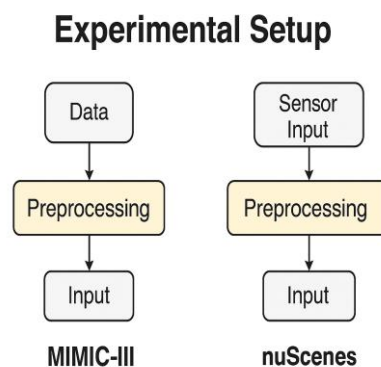 Experimental Setup
Data
Preprocessing
Input
MIMIC-III
Sensor
Input
Preprocessing
Input
nuScenes